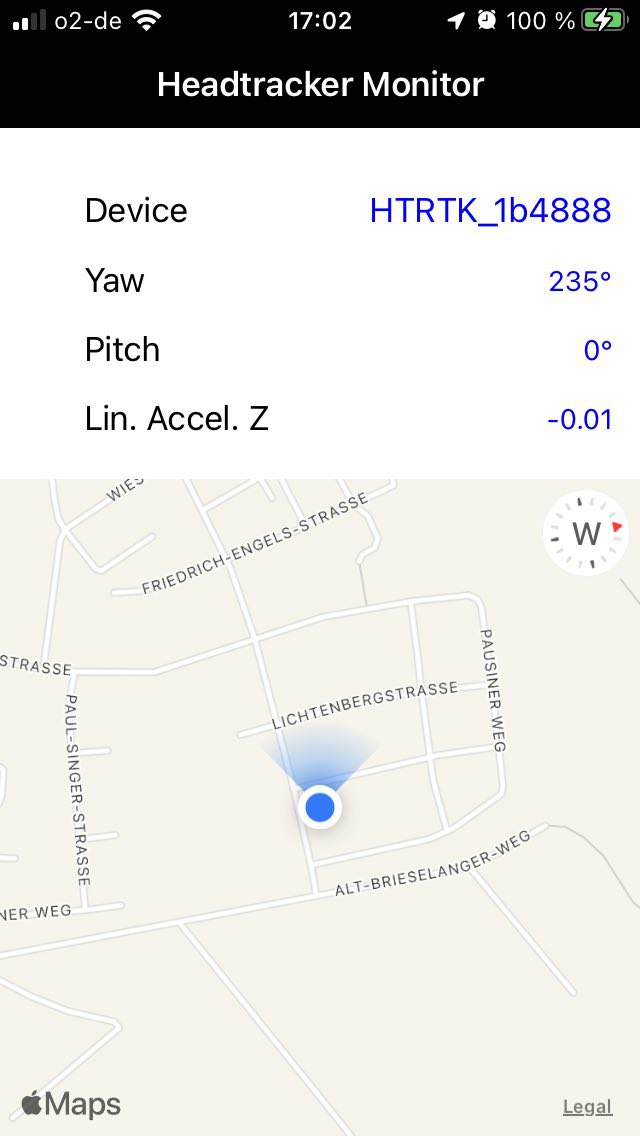 o2-de 17:02 100 %
Headtracker Monitor
Device HTRTK_1b4888
Yaw 235°
Pitch 0°
Lin. Accel. Z -0.01
WIES
FRIEDRICH-ENGELS-STRASSE
W
STRASSE
PAUSINER WEG
LICHTENBERGSTRASSE
PAUL-SINGER-STRASSE
ALT-BRIESELANGER-WEG
NER WEG
Maps
Legal